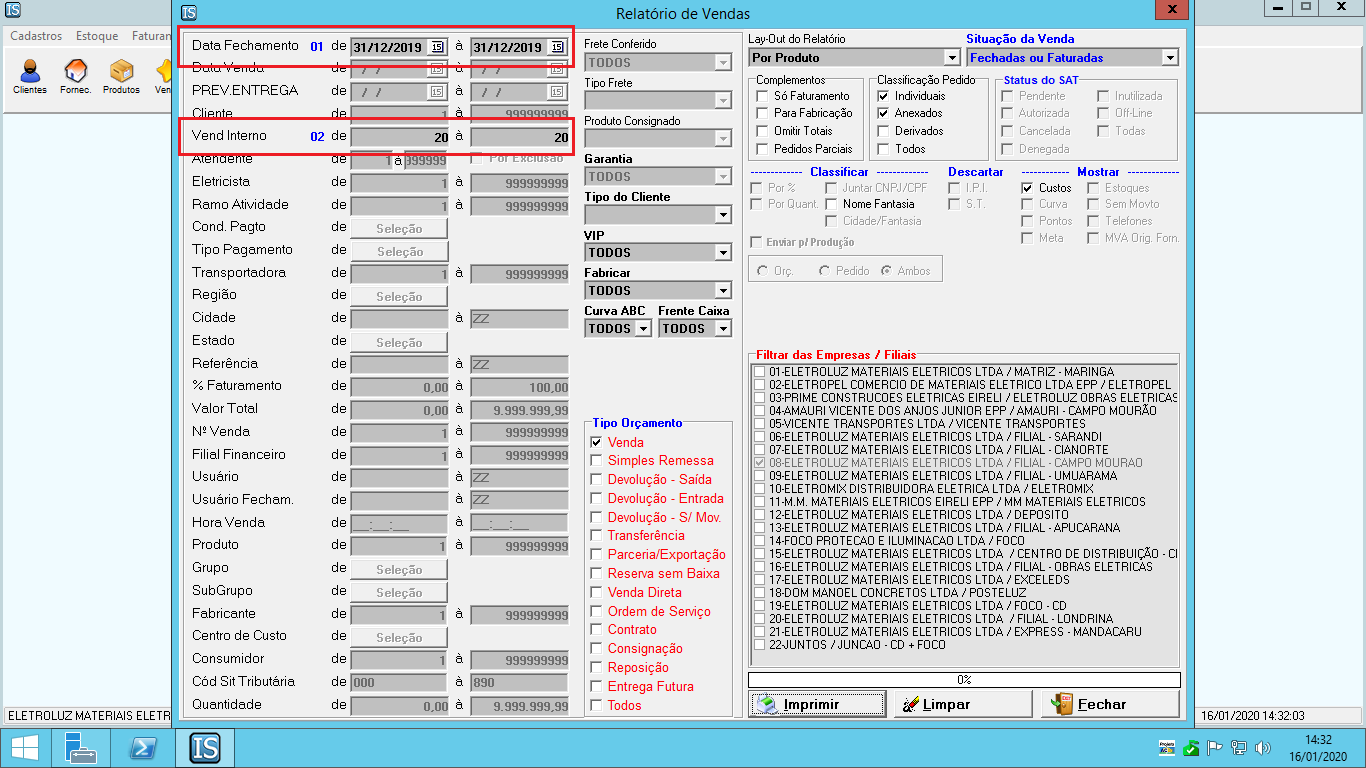 IS
IS
Relatório de Vendas
Cadastros Estoque Faturan
Clientes Fornec. Produtos Ven
Data Fechamento 01 de 31/12/2019 à 31/12/2019
Data Venda de / / à / /
PREV.ENTREGA de / / à / /
Cliente de 1 à 999999999
Vend Interno 02 de 20 à 20
Atendente de 1 à 999999 Por Exclusão
Eletricista de 1 à 999999999
Ramo Atividade de 1 à 999999999
Cond. Pagto de Seleção
Tipo Pagamento de Seleção
Transportadora de 1 à 999999999
Região de Seleção
Cidade de à ZZ
Estado de Seleção
Referência de à ZZ
% Faturamento de 0,00 à 100,00
Valor Total de 0,00 à 9.999.999,99
Nº Venda de 1 à 999999999
Filial Financeiro de 1 à 999999999
Usuário de à ZZ
Usuário Fecham. de à ZZ
Hora Venda de __:__:__ à __:__:__
Produto de 1 à 999999999
Grupo de Seleção
SubGrupo de Seleção
Fabricante de 1 à 999999999
Centro de Custo de Seleção
Consumidor de 1 à 999999999
Cód Sit Tributária de 000 à 890
Quantidade de 0,00 à 9.999.999,99
Frete Conferido
TODOS
Tipo Frete
Produto Consignado
Garantia
TODOS
Tipo do Cliente
VIP
TODOS
Fabricar
TODOS
Curva ABC Frente Caixa
TODOS TODOS
Tipo Orçamento
Venda
Simples Remessa
Devolução - Saída
Devolução - Entrada
Devolução - S/ Mov.
Transferência
Parceria/Exportação
Reserva sem Baixa
Venda Direta
Ordem de Serviço
Contrato
Consignação
Reposição
Entrega Futura
Todos
Lay-Out do Relatório Situação da Venda
Por Produto Fechadas ou Faturadas
Complementos
Só Faturamento
Para Fabricação
Omitir Totais
Pedidos Parciais
Classificação Pedido
Individuais
Anexados
Derivados
Todos
Status do SAT
Pendente Inutilizada
Autorizada Off-Line
Cancelada Todas
Denegada
------------ Classificar ------------ Descartar ----------- Mostrar ------------
Por % Juntar CNPJ/CPF I.P.I. Custos Estoques
Por Quant. Nome Fantasia S.T. Curva Sem Movto
Cidade/Fantasia Pontos Telefones
Meta MVA Orig. Forn.
Enviar p/ Produção
Orç. Pedido Ambos
Filtrar das Empresas / Filiais
01-ELETROLUZ MATERIAIS ELETRICOS LTDA / MATRIZ - MARINGA
02-ELETROPEL COMERCIO DE MATERIAIS ELETRICO LTDA EPP / ELETROPEL
03-PRIME CONSTRUCOES ELETRICAS EIRELI / ELETROLUZ OBRAS ELETRICAS
04-AMAURI VICENTE DOS ANJOS JUNIOR EPP / AMAURI - CAMPO MOURÃO
05-VICENTE TRANSPORTES LTDA / VICENTE TRANSPORTES
06-ELETROLUZ MATERIAIS ELETRICOS LTDA / FILIAL - SARANDI
07-ELETROLUZ MATERIAIS ELETRICOS LTDA / FILIAL - CIANORTE
08-ELETROLUZ MATERIAIS ELETRICOS LTDA / FILIAL - CAMPO MOURAO
09-ELETROLUZ MATERIAIS ELETRICOS LTDA / FILIAL - UMUARAMA
10-ELETROMIX DISTRIBUIDORA ELETRICA LTDA / ELETROMIX
11-M.M. MATERIAIS ELETRICOS EIRELI EPP / MM MATERIAIS ELETRICOS
12-ELETROLUZ MATERIAIS ELETRICOS LTDA / DEPOSITO
13-ELETROLUZ MATERIAIS ELETRICOS LTDA / FILIAL - APUCARANA
14-FOCO PROTECAO E ILUMINACAO LTDA / FOCO
15-ELETROLUZ MATERIAIS ELETRICOS LTDA / CENTRO DE DISTRIBUIÇÃO - CI
16-ELETROLUZ MATERIAIS ELETRICOS LTDA / FILIAL - OBRAS ELETRICAS
17-ELETROLUZ MATERIAIS ELETRICOS LTDA / EXCELEDS
18-DOM MANOEL CONCRETOS LTDA / POSTELUZ
19-ELETROLUZ MATERIAIS ELETRICOS LTDA / FOCO - CD
20-ELETROLUZ MATERIAIS ELETRICOS LTDA / FILIAL - LONDRINA
21-ELETROLUZ MATERIAIS ELETRICOS LTDA / EXPRESS - MANDACARU
22-JUNTOS / JUNCAO - CD + FOCO
0%
Imprimir Limpar Fechar
ELETROLUZ MATERIAIS ELETR 16/01/2020 14:32:03
IS
14:32
16/01/2020